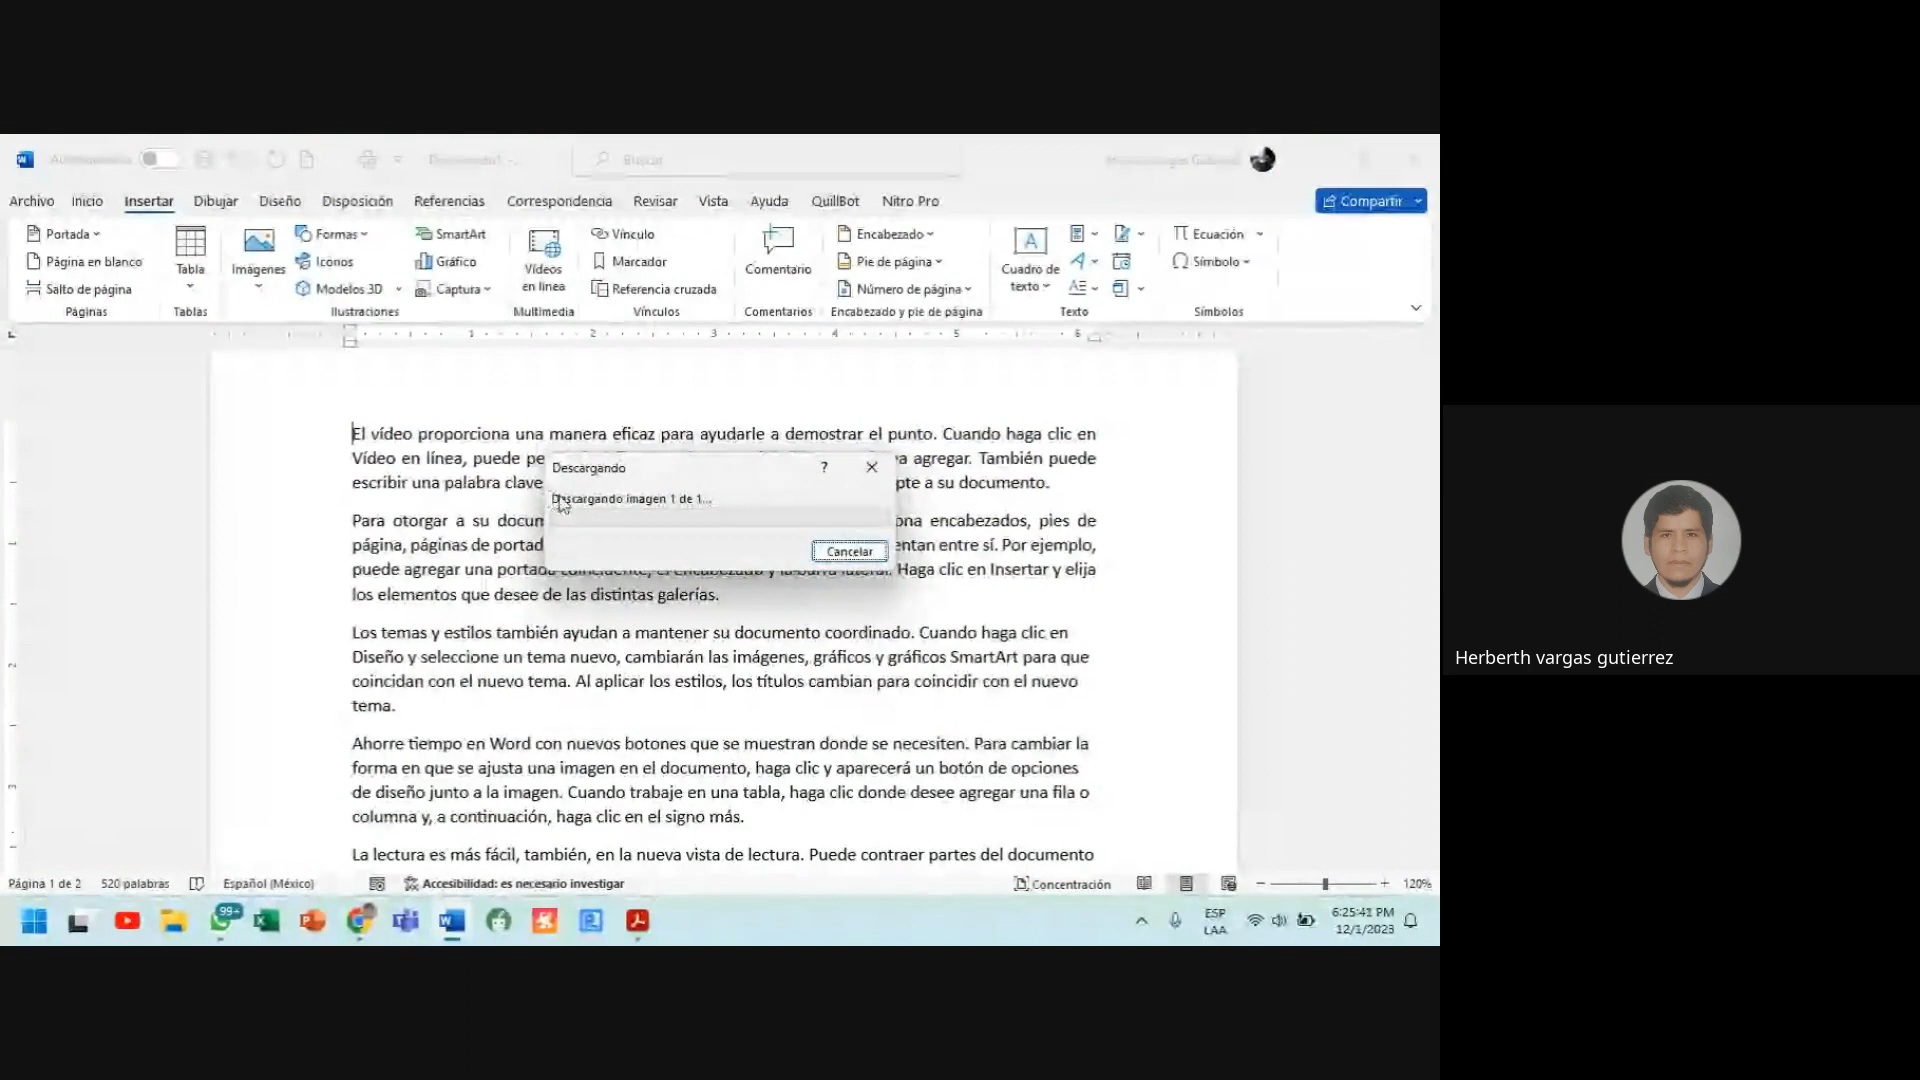 Buscar
Archivo Inicio Insertar Dibujar Diseño Disposición Referencias Correspondencia Revisar Vista Ayuda QuillBot Nitro Pro Compartir
Portada Formas SmartArt Vínculo Encabezado Ecuación
Página en blanco Tabla Imágenes Iconos Gráfico Vídeos en línea Marcador Comentario Pie de página Cuadro de texto Símbolo
Salto de página Modelos 3D Captura Referencia cruzada Número de página
Páginas Tablas Ilustraciones Multimedia Vínculos Comentarios Encabezado y pie de página Texto Símbolos
1 2 3 4 5 6
El vídeo proporciona una manera eficaz para ayudarle a demostrar el punto. Cuando haga clic en
Vídeo en línea, puede pe agregar. También puede
escribir una palabra clave pte a su documento.
Descargando ?
Descargando imagen 1 de 1...
Cancelar
Para otorgar a su docum ona encabezados, pies de
página, páginas de portad entan entre sí. Por ejemplo,
puede agregar una portada coincidente, el encabezado y la barra lateral. Haga clic en Insertar y elija
los elementos que desee de las distintas galerías.
Los temas y estilos también ayudan a mantener su documento coordinado. Cuando haga clic en
Diseño y seleccione un tema nuevo, cambiarán las imágenes, gráficos y gráficos SmartArt para que
coincidan con el nuevo tema. Al aplicar los estilos, los títulos cambian para coincidir con el nuevo
tema.
Ahorre tiempo en Word con nuevos botones que se muestran donde se necesiten. Para cambiar la
forma en que se ajusta una imagen en el documento, haga clic y aparecerá un botón de opciones
de diseño junto a la imagen. Cuando trabaje en una tabla, haga clic donde desee agregar una fila o
columna y, a continuación, haga clic en el signo más.
La lectura es más fácil, también, en la nueva vista de lectura. Puede contraer partes del documento
Página 1 de 2 520 palabras Español (México) Accesibilidad: es necesario investigar Concentración 120%
99+
ESP
LAA
6:25:41 PM
12/1/2023
Herberth vargas gutierrez